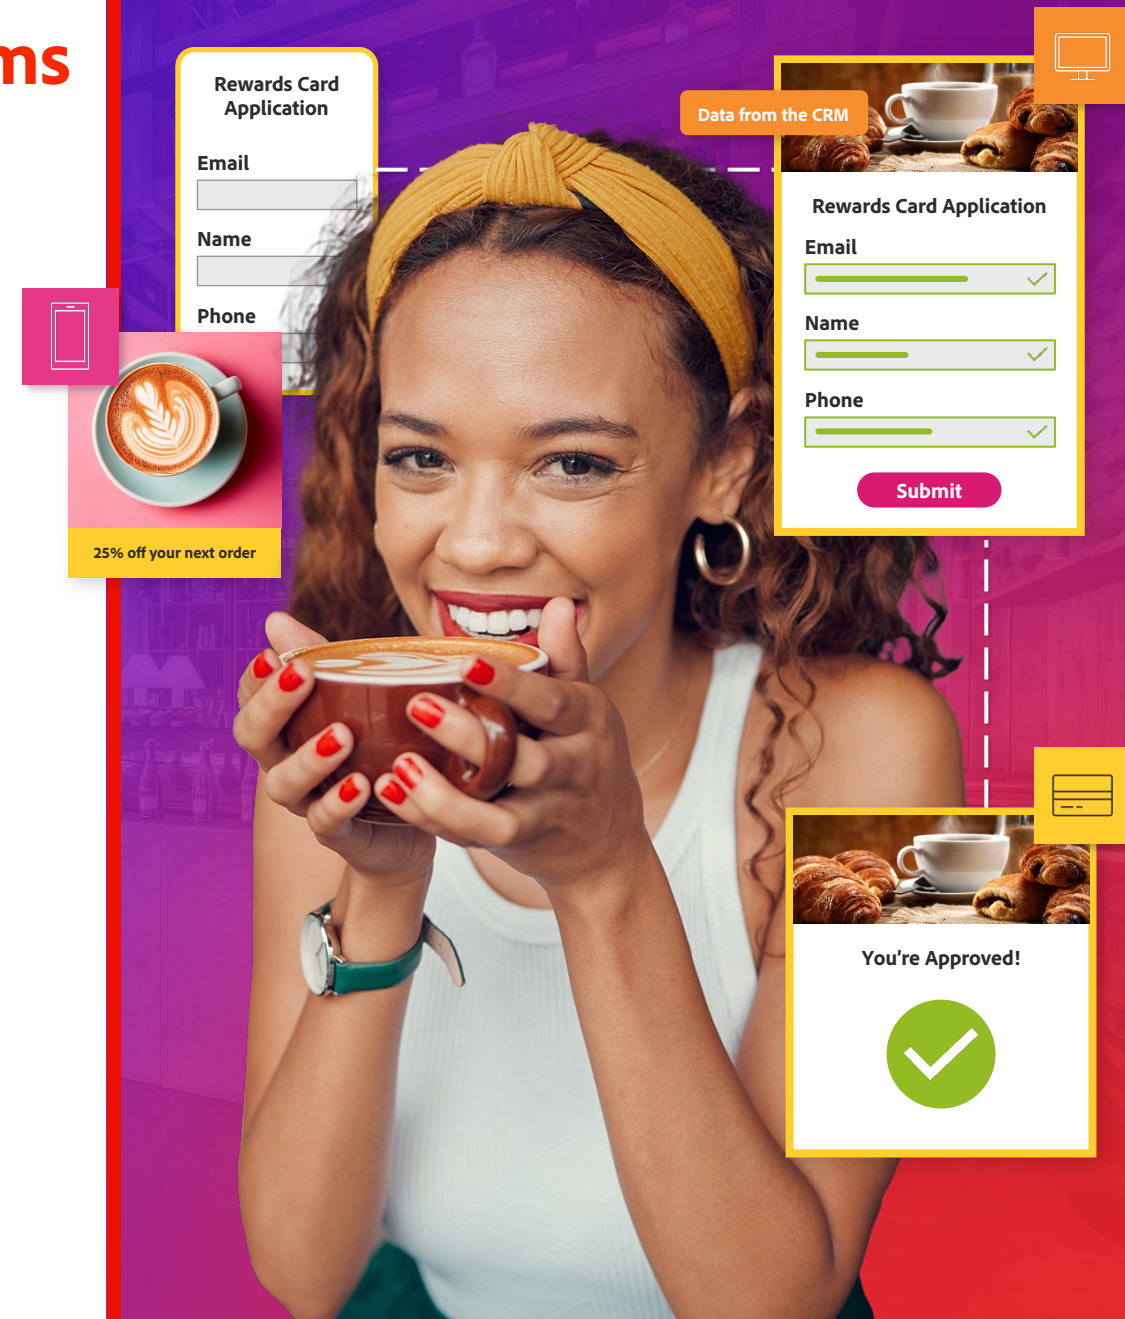 ms
Rewards Card
Application
Email
Name
Phone
25% off your next order
Data from the CRM
Rewards Card Application
Email
Name
Phone
Submit
You’re Approved!